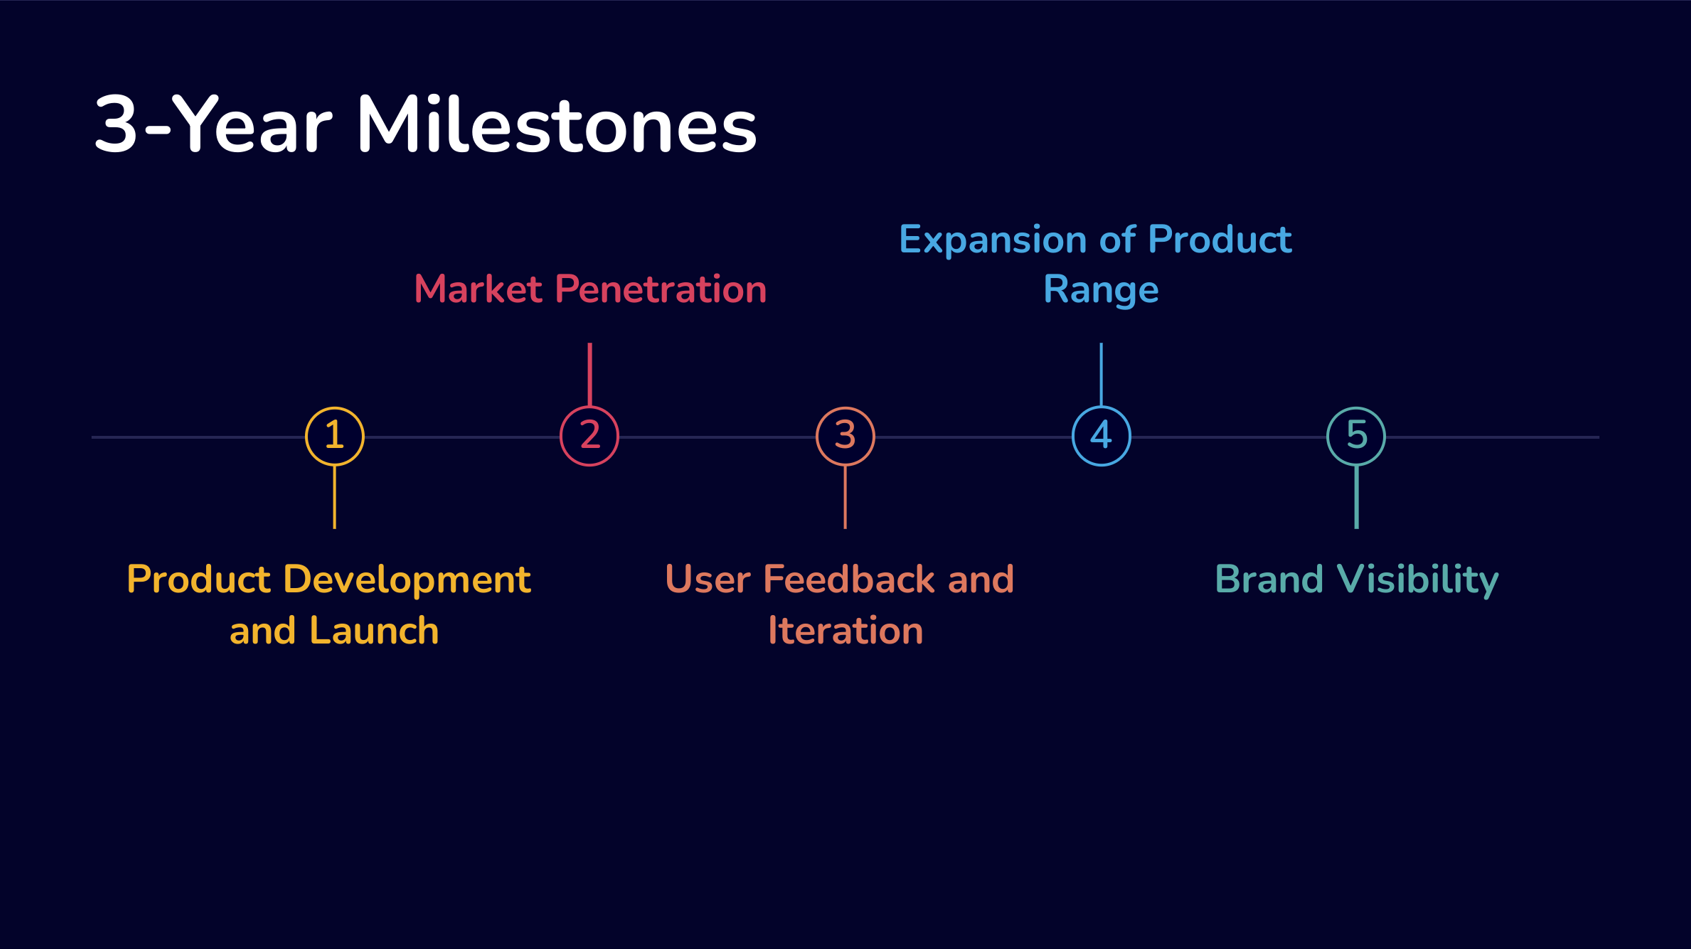 3-Year Milestones
Expansion of Product
Range
Market Penetration
1
2
3
4
5
Product Development
and Launch
User Feedback and
Iteration
Brand Visibility